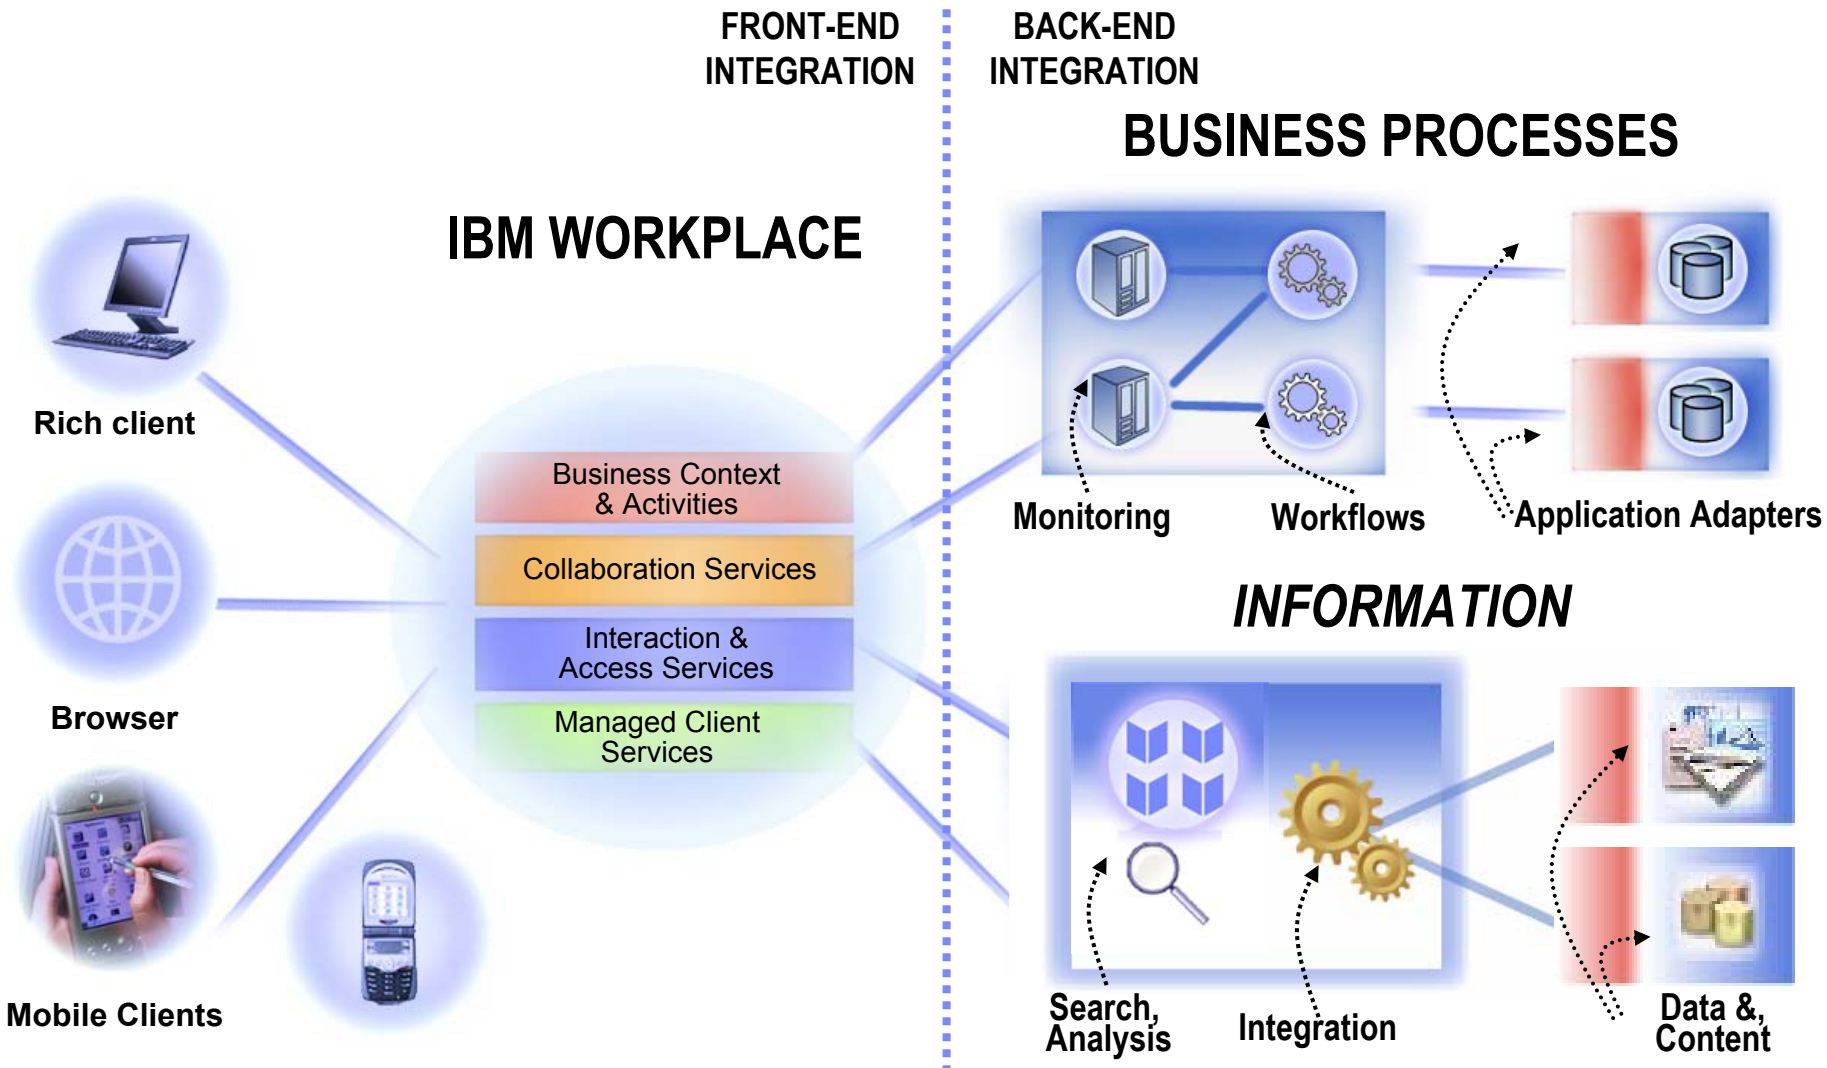 FRONT-END
INTEGRATION
BACK-END
INTEGRATION
BUSINESS PROCESSES
IBM WORKPLACE
Rich client
Business Context
& Activities
Monitoring
Workflows
Application Adapters
Collaboration Services
INFORMATION
Interaction &
Access Services
Browser
Managed Client
Services
Mobile Clients
Search,
Analysis
Integration
Data &,
Content